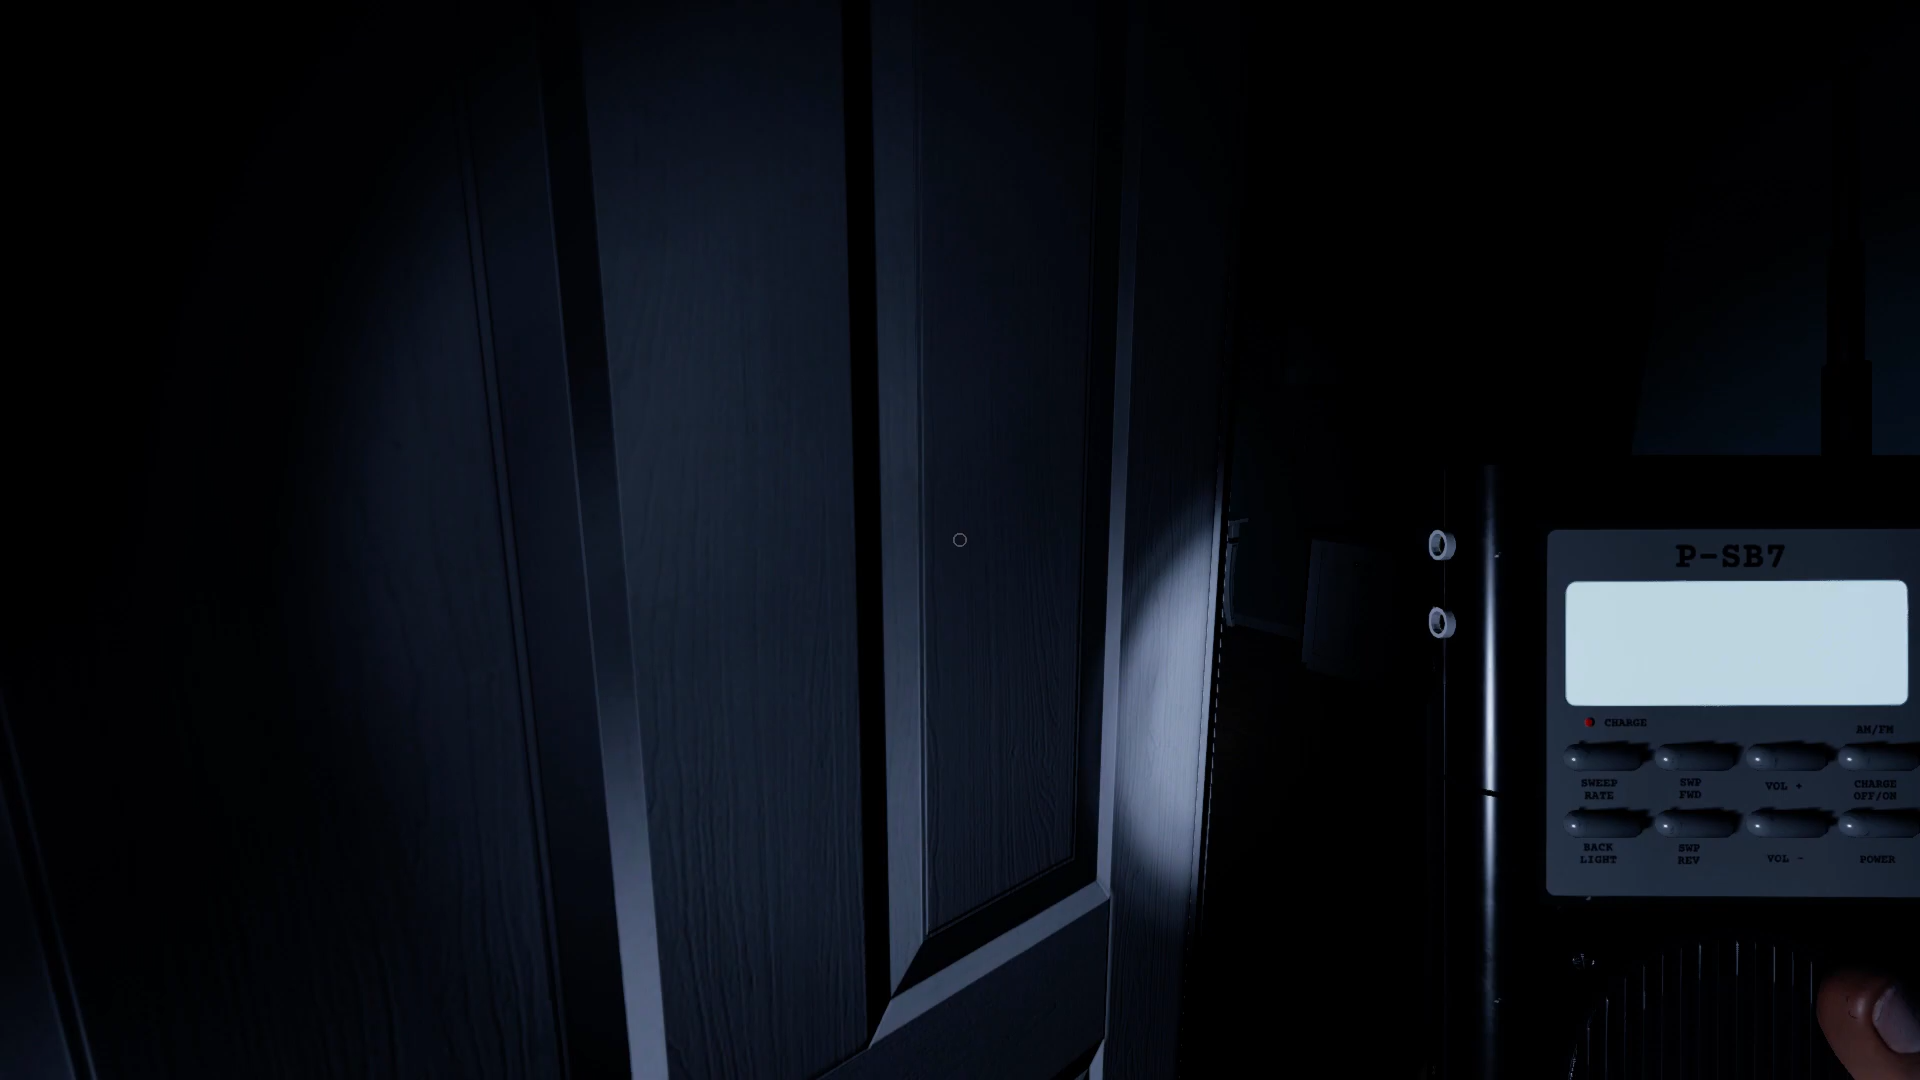 P-SB7
CHARGE
AM/FM
SWEEP
RATE
SWP
FWD
VOL +
CHARGE
OFF/ON
BACK
LIGHT
SWP
REV
VOL -
POWER